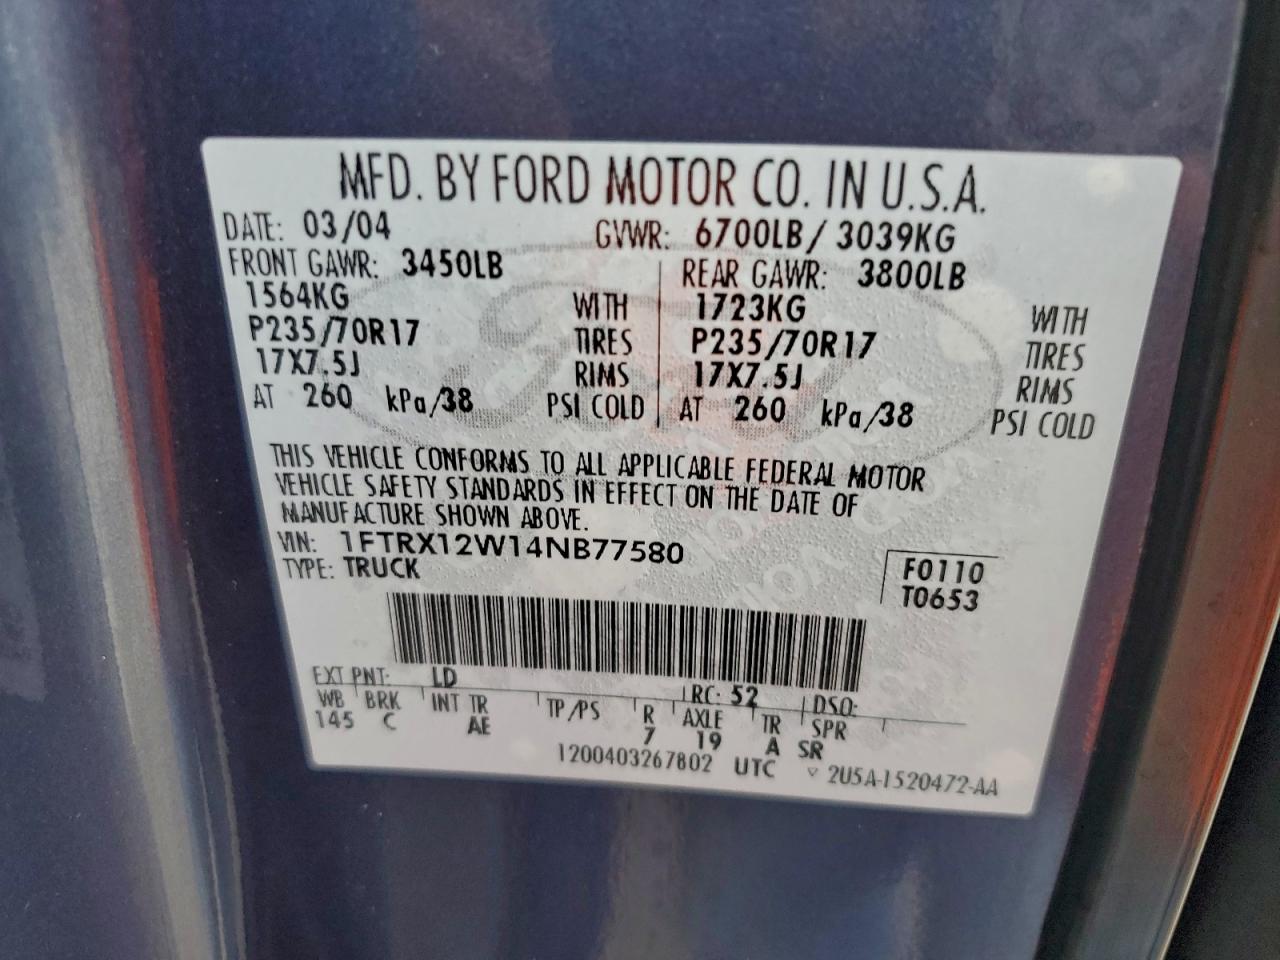 MFD. BY FORD MOTOR CO. IN U.S.A.
DATE: 03/04 GVWR: 6700LB/ 3039KG
FRONT GAWR: 3450LB REAR GAWR: 3800LB
1564KG WITH 1723KG WITH
P235/70R17 TIRES P235/70R17 TIRES
17X7.5J RIMS 17X7.5J RIMS
AT 260 kPa/38 PSI COLD AT 260 kPa/38 PSI COLD
THIS VEHICLE CONFORMS TO ALL APPLICABLE FEDERAL MOTOR
VEHICLE SAFETY STANDARDS IN EFFECT ON THE DATE OF
MANUFACTURE SHOWN ABOVE.
VIN: 1FTRX12W14NB77580
TYPE: TRUCK
F0110
T0653
EXT PNT: LD RC: 52 DSO:
WB BRK INT TR TP/PS R AXLE TR SPR
145 C AE 7 19 A SR
1200403267802 UTC ▽ 2U5A-1520472-AA